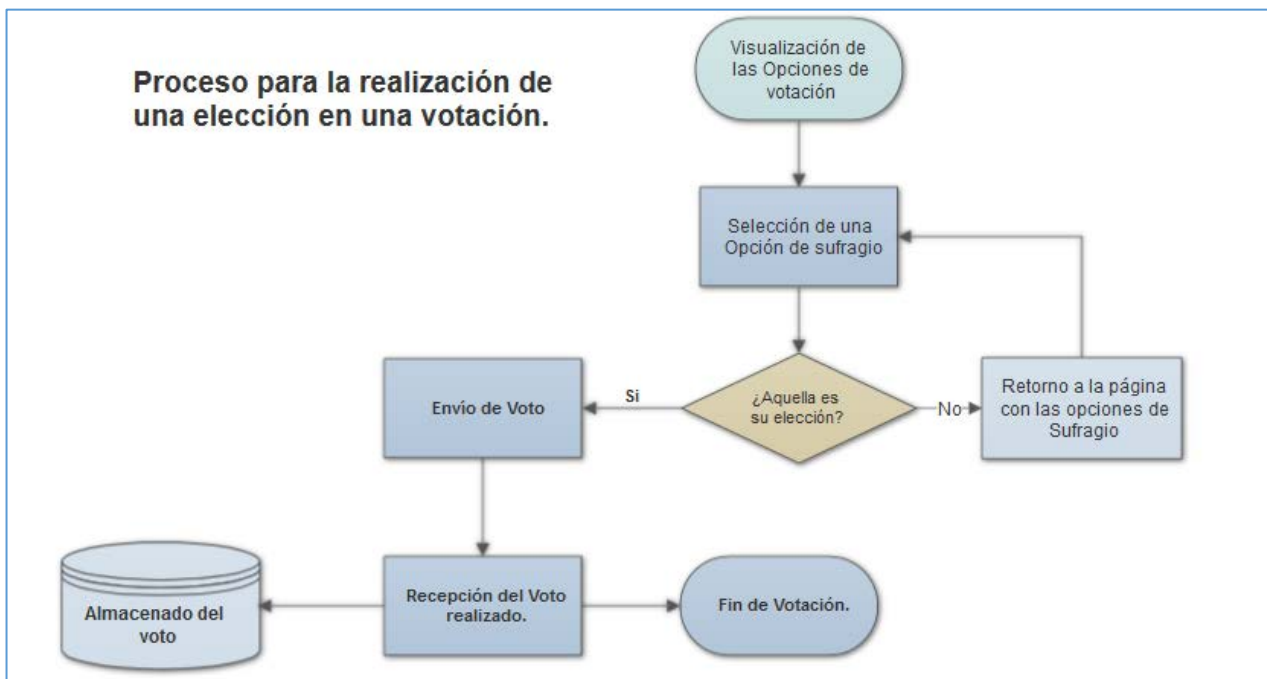 Proceso para la realización de
una elección en una votación.
Visualización de
las Opciones de
votación
Selección de una
Opción de sufragio
¿Aquella es
su elección?
Si
No
Envío de Voto
Retorno a la página
con las opciones de
Sufragio
Recepción del Voto
realizado.
Almacenado del
voto
Fin de Votación.